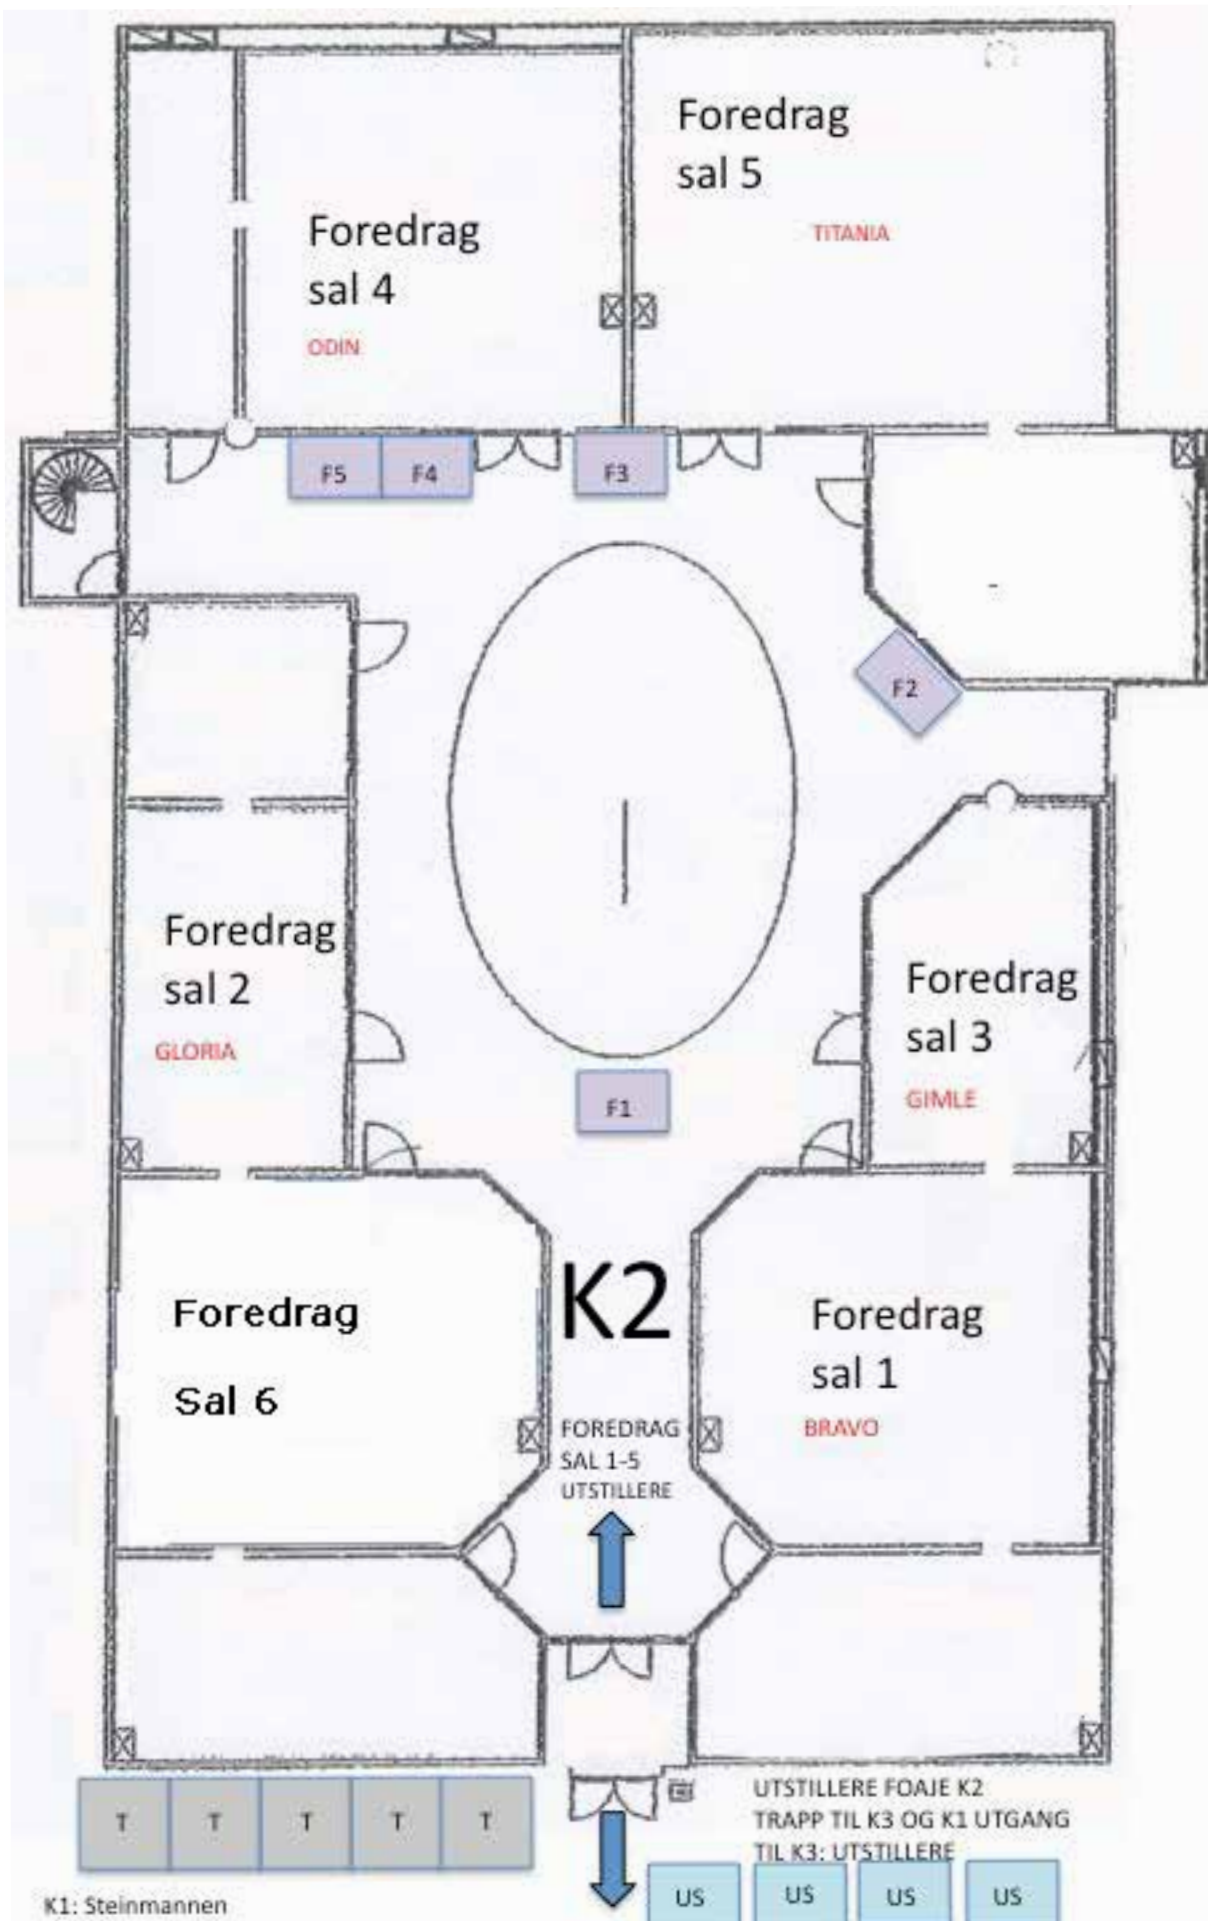 Foredrag
sal 5
TITANIA
Foredrag
sal 4
ODIN
F5
F4
F3
F2
Foredrag
sal 2
GLORIA
Foredrag
sal 3
GIMLE
F1
K2
Foredrag
Sal 6
Foredrag
sal 1
BRAVO
FOREDRAG
SAL 1-5
UTSTILLERE
T
T
T
T
T
UTSTILLERE FOAJE K2
TRAPP TIL K3 OG K1 UTGANG
TIL K3: UTSTILLERE
US
US
US
US
K1: Steinmannen